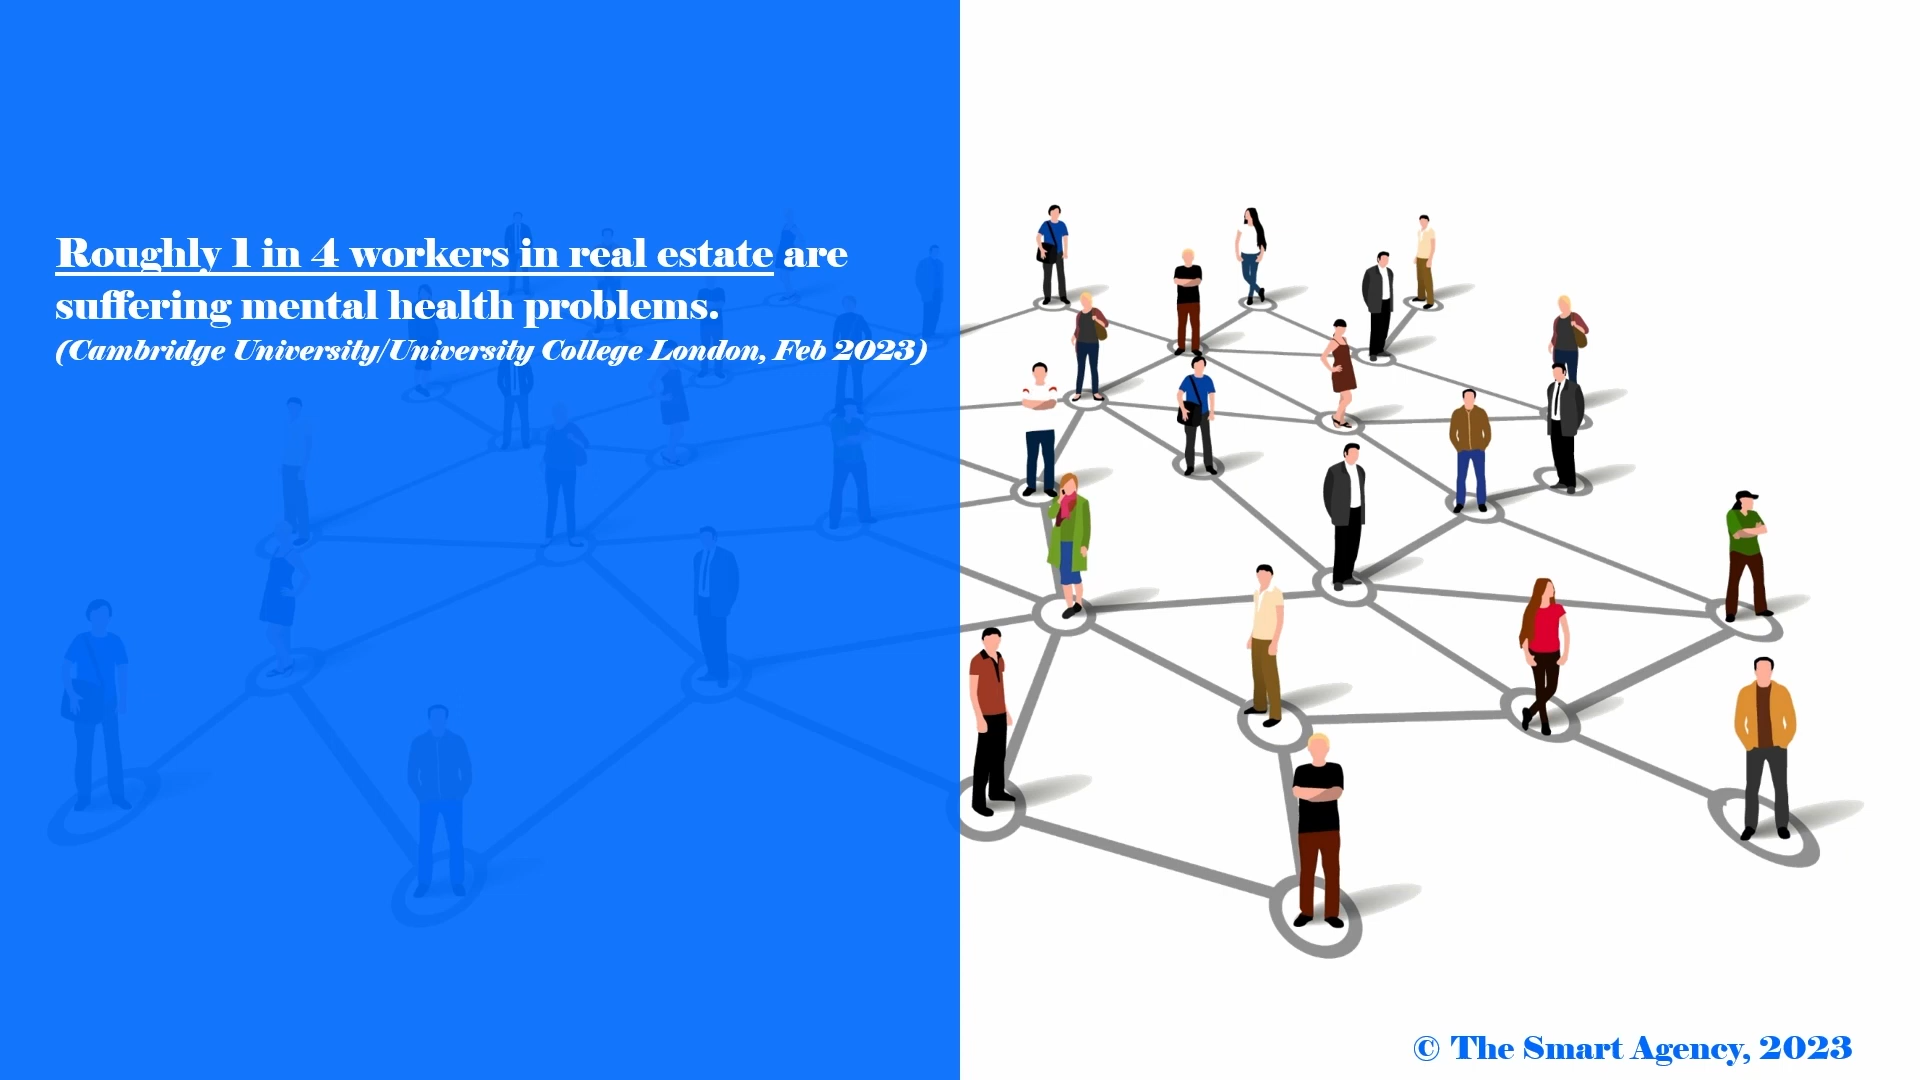 Roughly 1 in 4 workers in real estate are
suffering mental health problems.
(Cambridge University/University College London, Feb 2023)
© The Smart Agency, 2023